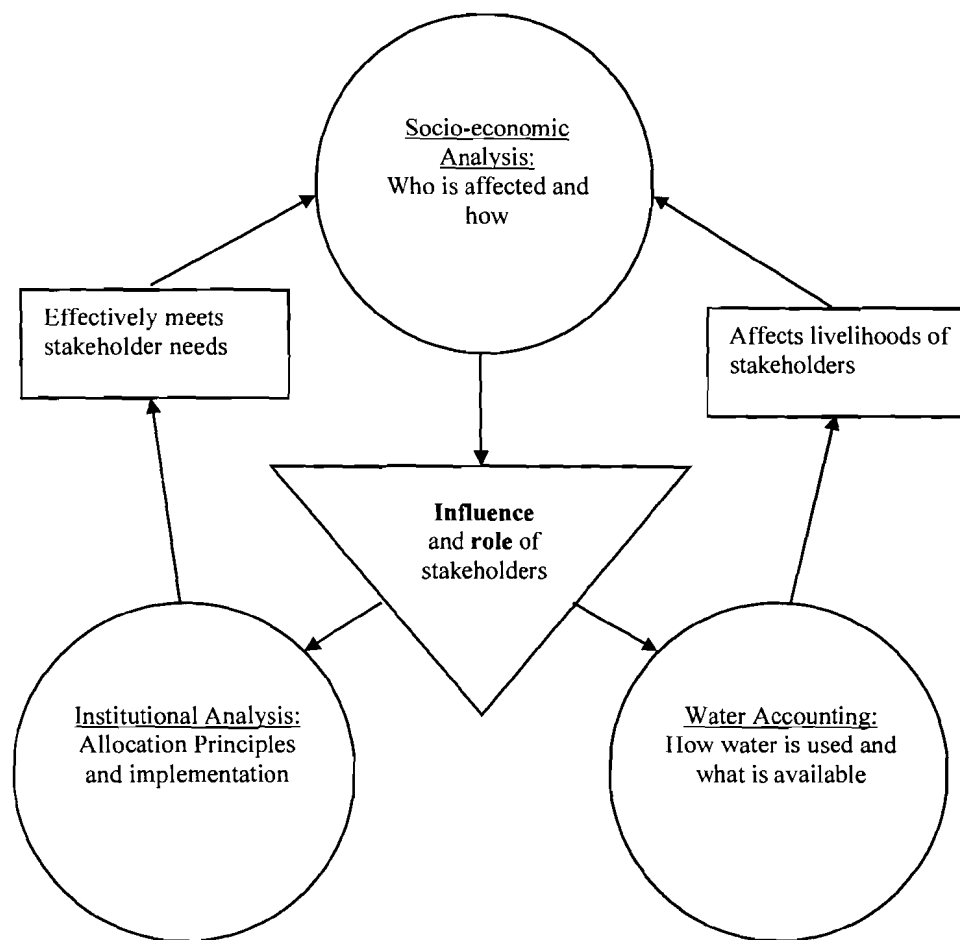 Socio-economic
Analysis:
Who is affected and
how
Effectively meets
stakeholder needs
Affects livelihoods of
stakeholders
Influence
and role of
stakeholders
Institutional Analysis:
Allocation Principles
and implementation
Water Accounting:
How water is used and
what is available